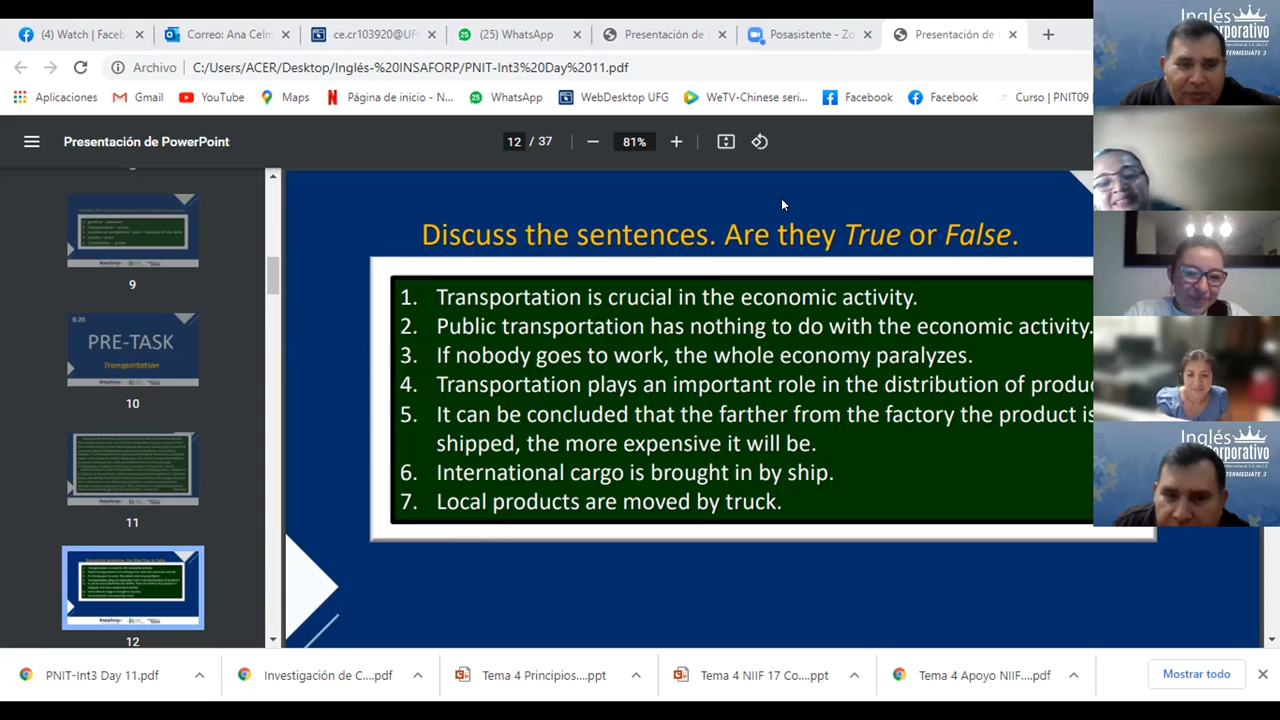 (4) Watch | Faceb
Correo: Ana Celm
ce.cr103920@UF
(25) WhatsApp
Presentación de
Posasistente - Zo
Presentación de
Archivo
C:/Users/ACER/Desktop/Inglés-%20INSAFORP/PNIT-Int3%20Day%2011.pdf
Aplicaciones
Gmail
YouTube
Maps
Página de inicio - N...
WhatsApp
WebDesktop UFG
WeTV-Chinese seri...
Facebook
Facebook
Curso | PNIT09
Presentación de PowerPoint
12 / 37
81%
9
8:20
PRE-TASK
Transportation
10
11
12
Discuss the sentences. Are they True or False.
1. Transportation is crucial in the economic activity.
2. Public transportation has nothing to do with the economic activity.
3. If nobody goes to work, the whole economy paralyzes.
4. Transportation plays an important role in the distribution of produc
5. It can be concluded that the farther from the factory the product is
shipped, the more expensive it will be.
6. International cargo is brought in by ship.
7. Local products are moved by truck.
Inglés
Corporativo
INTERMEDIATE 3
Inglés
Corporativo
INTERMEDIATE 3
PNIT-Int3 Day 11.pdf
Investigación de C....pdf
Tema 4 Principios....ppt
Tema 4 NIIF 17 Co....ppt
Tema 4 Apoyo NIIF....pdf
Mostrar todo